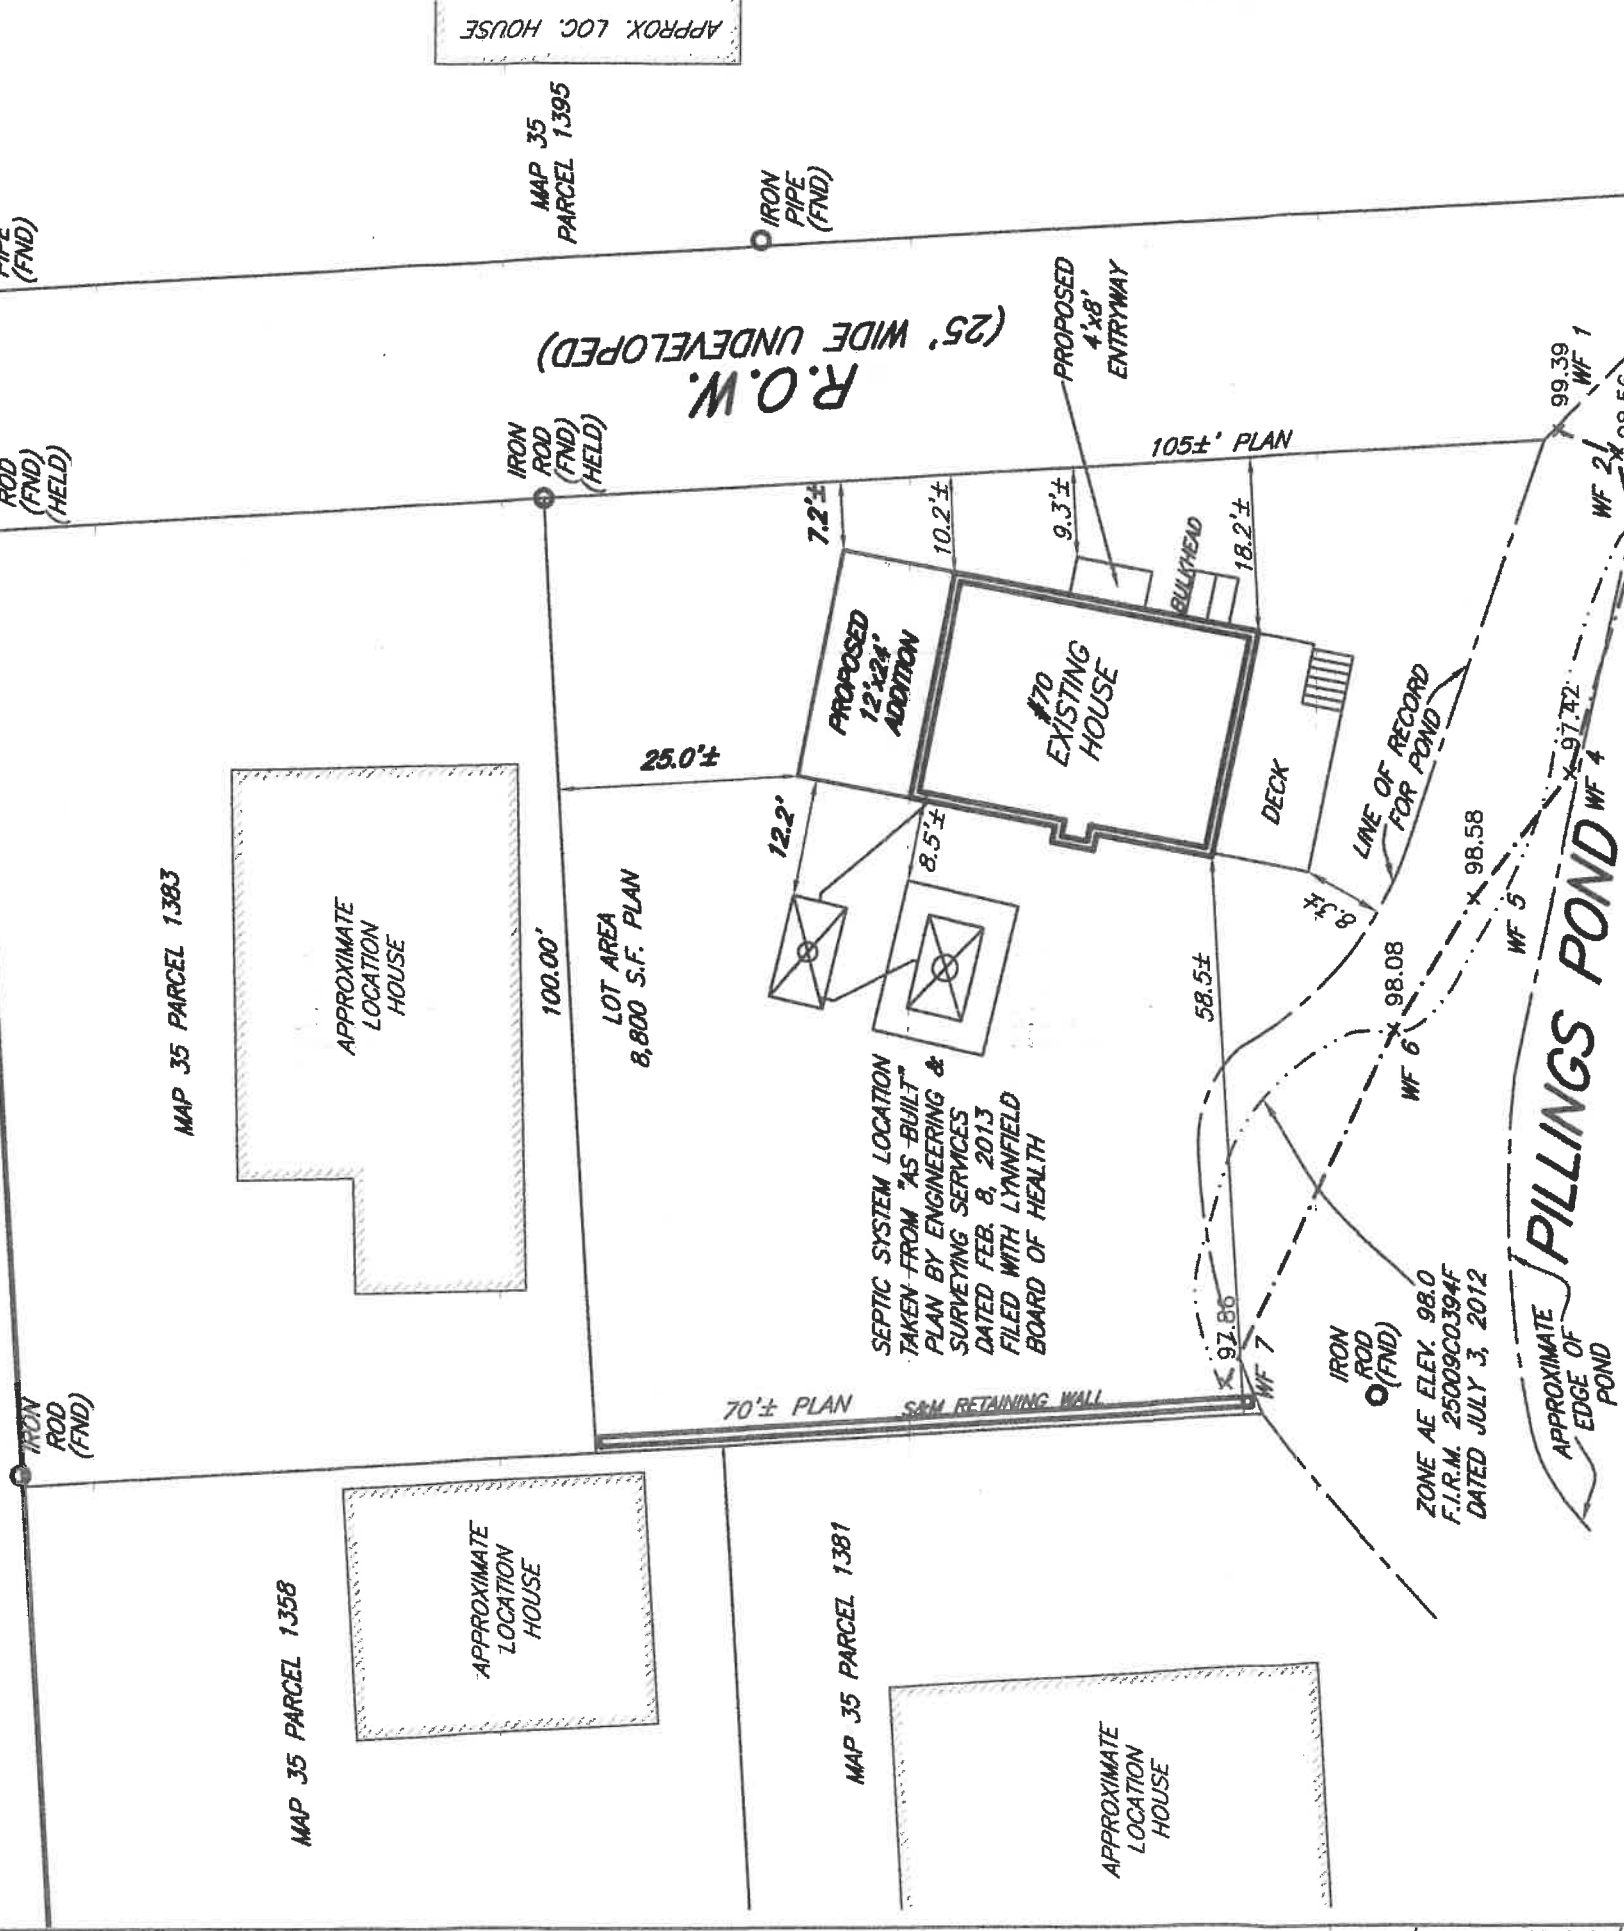 APPROX. LOC. HOUSE
MAP 35
PARCEL 1395
PIPE
(FND)
IRON
PIPE
(FND)
R.O.W.
(25' WIDE UNDEVELOPED)
ROD
(FND)
(HELD)
IRON
ROD
(FND)
(HELD)
PROPOSED
4'x8'
ENTRYWAY
105±' PLAN
99.39
WF 1
WF 2
7.2'±
10.2'±
9.3'±
18.2'±
BULKHEAD
PROPOSED
12'x24'
ADDITION
#70
EXISTING
HOUSE
DECK
25.0'±
12.2'
8.5'±
8.3'±
LINE OF RECORD
FOR POND
97.42
WF 4
98.58
WF 5
98.08
WF 6
58.5±
MAP 35 PARCEL 1383
APPROXIMATE
LOCATION
HOUSE
100.00'
LOT AREA
8,800 S.F. PLAN
SEPTIC SYSTEM LOCATION
TAKEN FROM "AS BUILT"
PLAN BY ENGINEERING &
SURVEYING SERVICES
DATED FEB. 8, 2013
FILED WITH LYNNFIELD
BOARD OF HEALTH
PILLINGS POND
97.86
WF 7
IRON
ROD
(FND)
ZONE AE ELEV. 98.0
F.I.R.M. 25009C0394F
DATED JULY 3, 2012
APPROXIMATE
EDGE OF
POND
IRON
ROD
(FND)
70'± PLAN
S&M RETAINING WALL
MAP 35 PARCEL 1358
APPROXIMATE
LOCATION
HOUSE
MAP 35 PARCEL 1381
APPROXIMATE
LOCATION
HOUSE